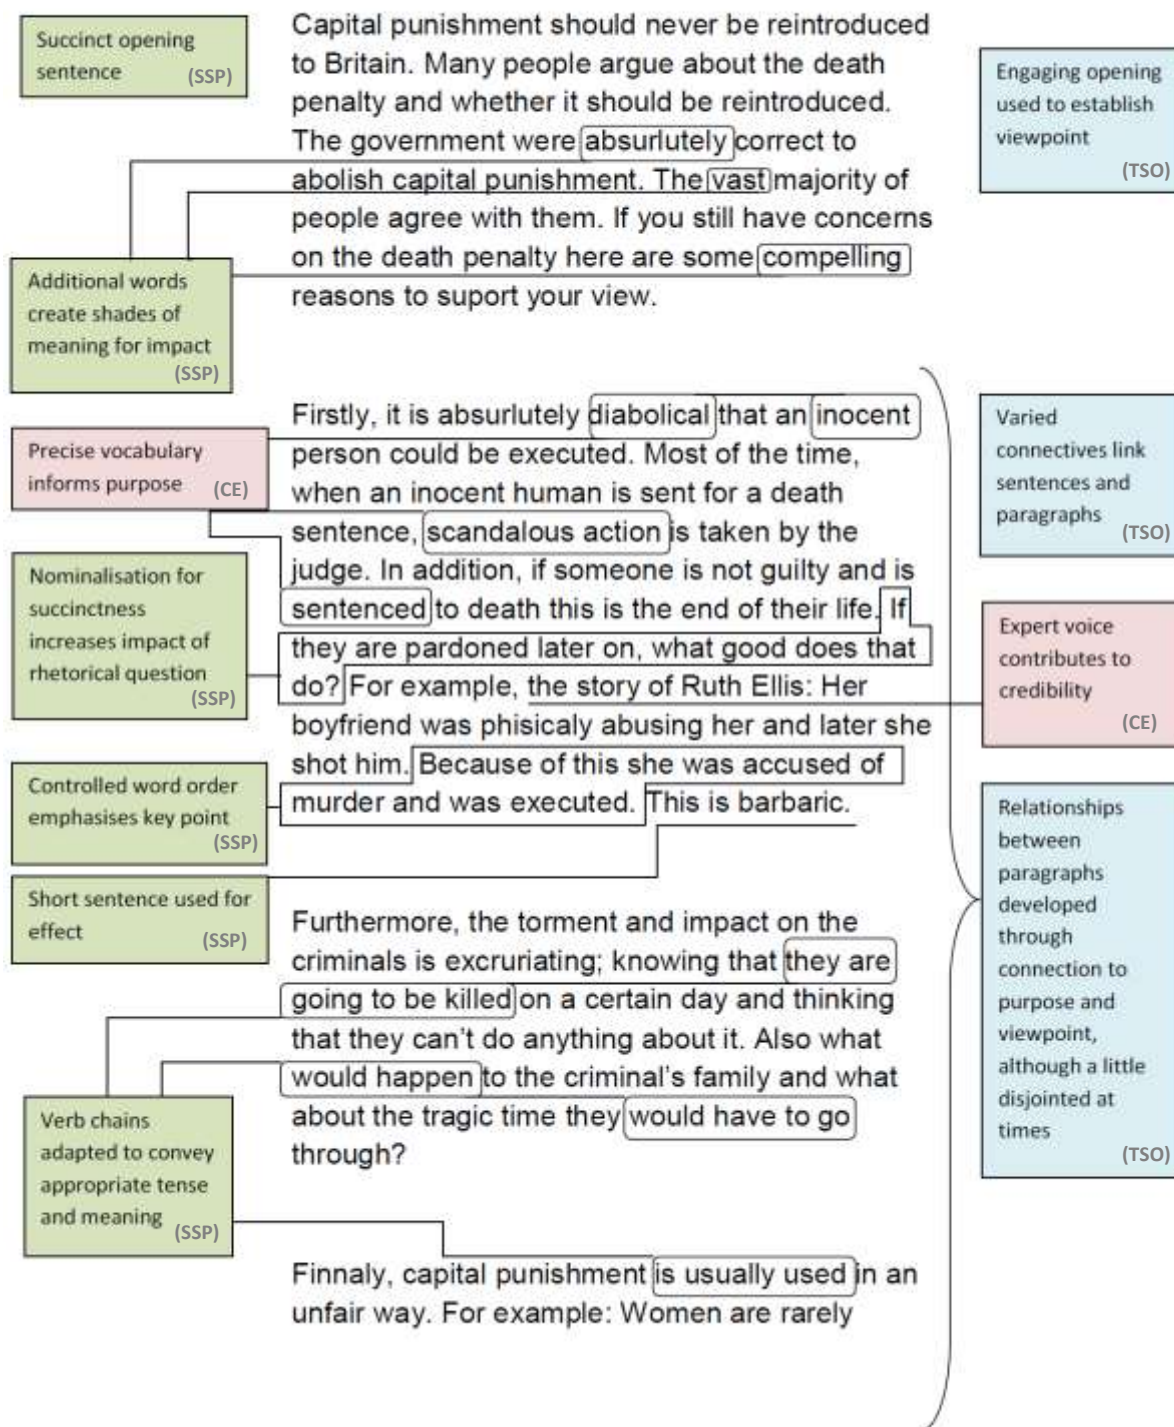 Succinct opening
sentence
(SSP)
Additional words
create shades of
meaning for impact
(SSP)
Precise vocabulary
informs purpose
(CE)
Nominalisation for
succinctness
increases impact of
rhetorical question
(SSP)
Controlled word order
emphasises key point
(SSP)
Short sentence used for
effect
(SSP)
Verb chains
adapted to convey
appropriate tense
and meaning
(SSP)
Capital punishment should never be reintroduced
to Britain. Many people argue about the death
penalty and whether it should be reintroduced.
The government were absurlutely correct to
abolish capital punishment. The vast majority of
people agree with them. If you still have concerns
on the death penalty here are some compelling
reasons to suport your view.
Firstly, it is absurlutely diabolical that an inocent
person could be executed. Most of the time,
when an inocent human is sent for a death
sentence, scandalous action is taken by the
judge. In addition, if someone is not guilty and is
sentenced to death this is the end of their life. If
they are pardoned later on, what good does that
do? For example, the story of Ruth Ellis: Her
boyfriend was phisicaly abusing her and later she
shot him. Because of this she was accused of
murder and was executed. This is barbaric.
Furthermore, the torment and impact on the
criminals is excruriating; knowing that they are
going to be killed on a certain day and thinking
that they can't do anything about it. Also what
would happen to the criminal's family and what
about the tragic time they would have to go
through?
Finnaly, capital punishment is usually used in an
unfair way. For example: Women are rarely
Engaging opening
used to establish
viewpoint
(TSO)
Varied
connectives link
sentences and
paragraphs
(TSO)
Expert voice
contributes to
credibility
(CE)
Relationships
between
paragraphs
developed
through
connection to
purpose and
viewpoint,
although a little
disjointed at
times
(TSO)